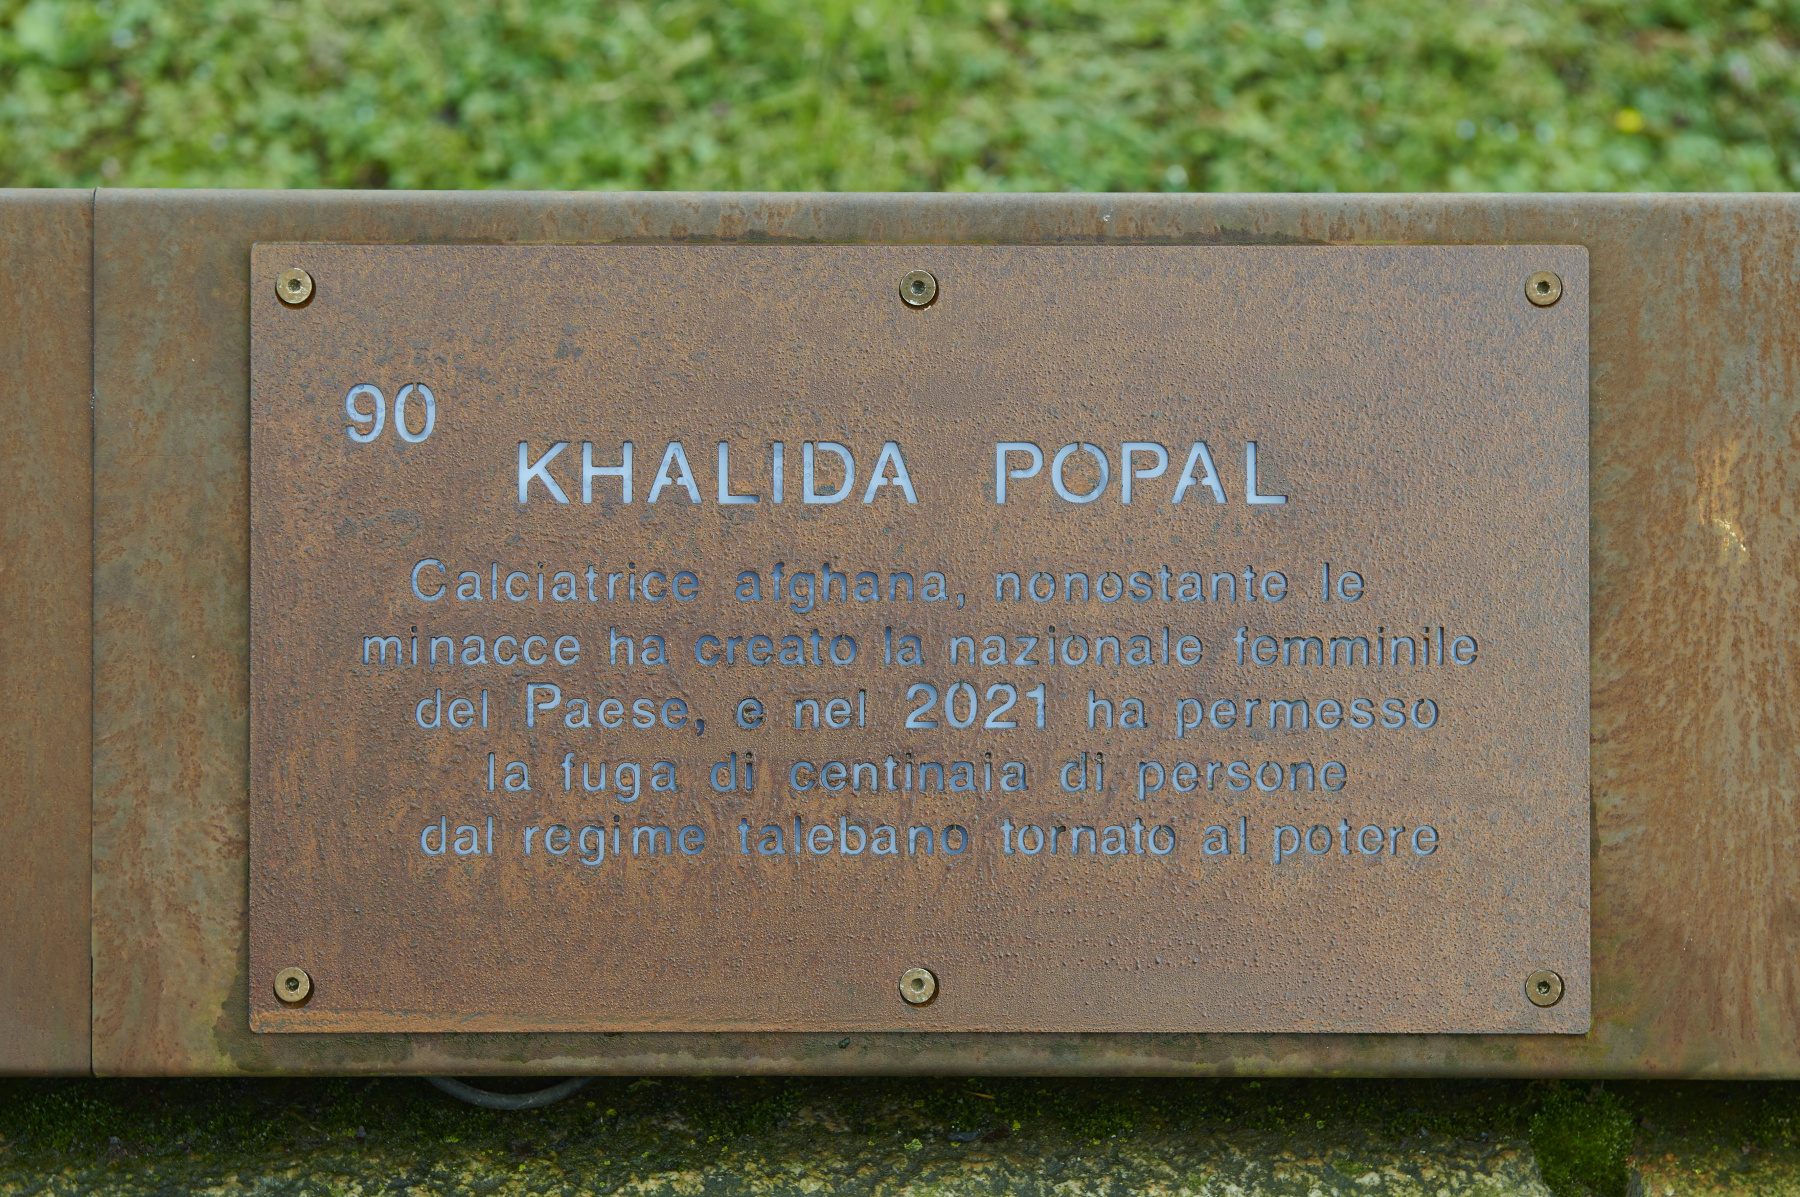 90
KHALIDA POPAL
Calciatrice afghana, nonostante le
minacce ha creato la nazionale femminile
del Paese, e nel 2021 ha permesso
la fuga di centinaia di persone
dal regime talebano tornato al potere